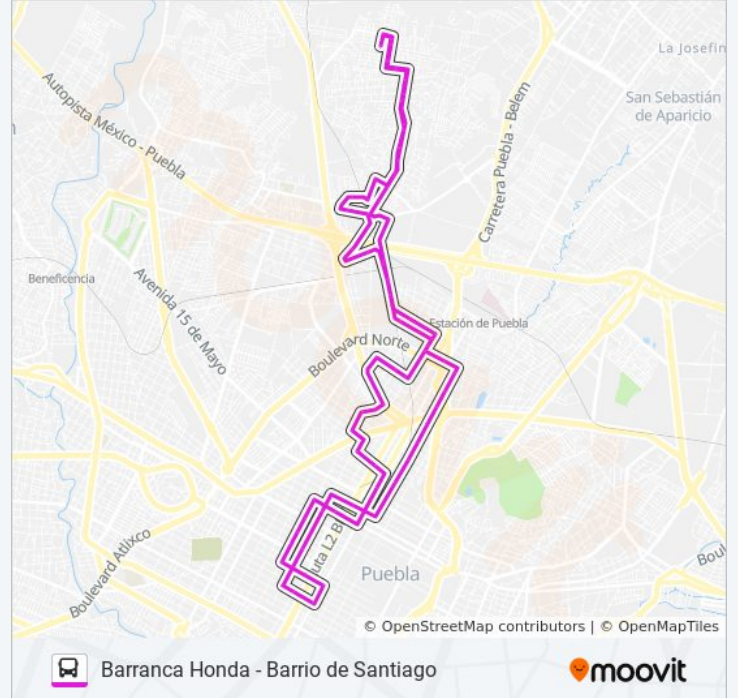 La Josefin
San Sebastián
de Aparicio
Autopista México - Puebla
Carretera Puebla - Belem
Beneficencia
Avenida 15 de Mayo
Estación de Puebla
Boulevard Norte
uta L2 B
Boulevard Atlixco
Puebla
Boul
© OpenStreetMap contributors | © OpenMapTiles
Barranca Honda - Barrio de Santiago
moovit